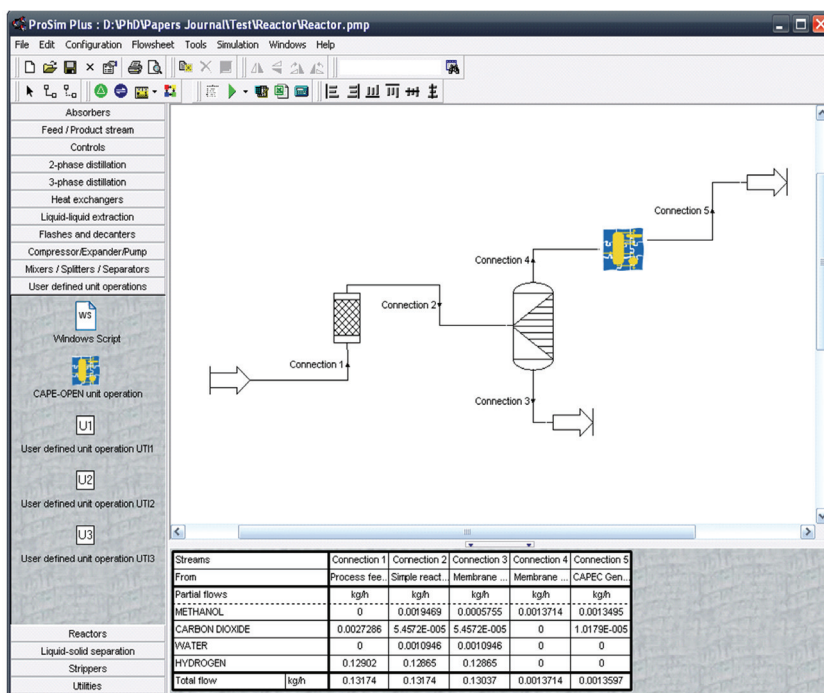 ProSim Plus : D:\PhD\Papers Journal\Test\Reactor\Reactor.pmp
File Edit Configuration Flowsheet Tools Simulation Windows Help
Absorbers
Feed / Product stream
Controls
2-phase distillation
3-phase distillation
Heat exchangers
Liquid-liquid extraction
Flashes and decanters
Compressor/Expander/Pump
Mixers / Splitters / Separators
User defined unit operations
WS
Windows Script
CAPE-OPEN unit operation
U1
User defined unit operation UTI1
U2
User defined unit operation UTI2
U3
User defined unit operation UTI3
Reactors
Liquid-solid separation
Strippers
Utilities
Connection 1
Connection 2
Connection 3
Connection 4
Connection 5
Streams Connection 1 Connection 2 Connection 3 Connection 4 Connection 5
From Process fee... Simple react... Membrane ... Membrane ... CAPEC Gen...
Partial flows kg/h kg/h kg/h kg/h kg/h
METHANOL 0 0.0019469 0.0005755 0.0013714 0.0013495
CARBON DIOXIDE 0.0027286 5.4572E-005 5.4572E-005 0 1.0179E-005
WATER 0 0.0010946 0.0010946 0 0
HYDROGEN 0.12902 0.12865 0.12865 0 0
Total flow kg/h 0.13174 0.13174 0.13037 0.0013714 0.0013597